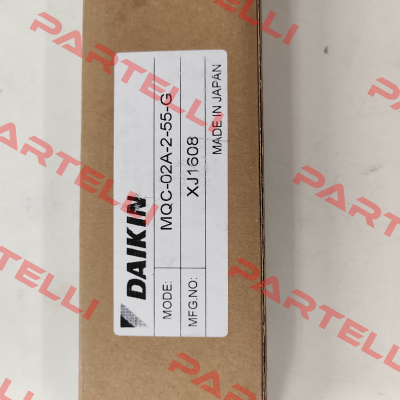 DAIKIN
MODE. MQC-02A-2-55-G
MFG.NO: XJ1608
MADE IN JAPAN
PARTELLI
PARTELLI
PARTELLI
PARTELLI
PARTELLI